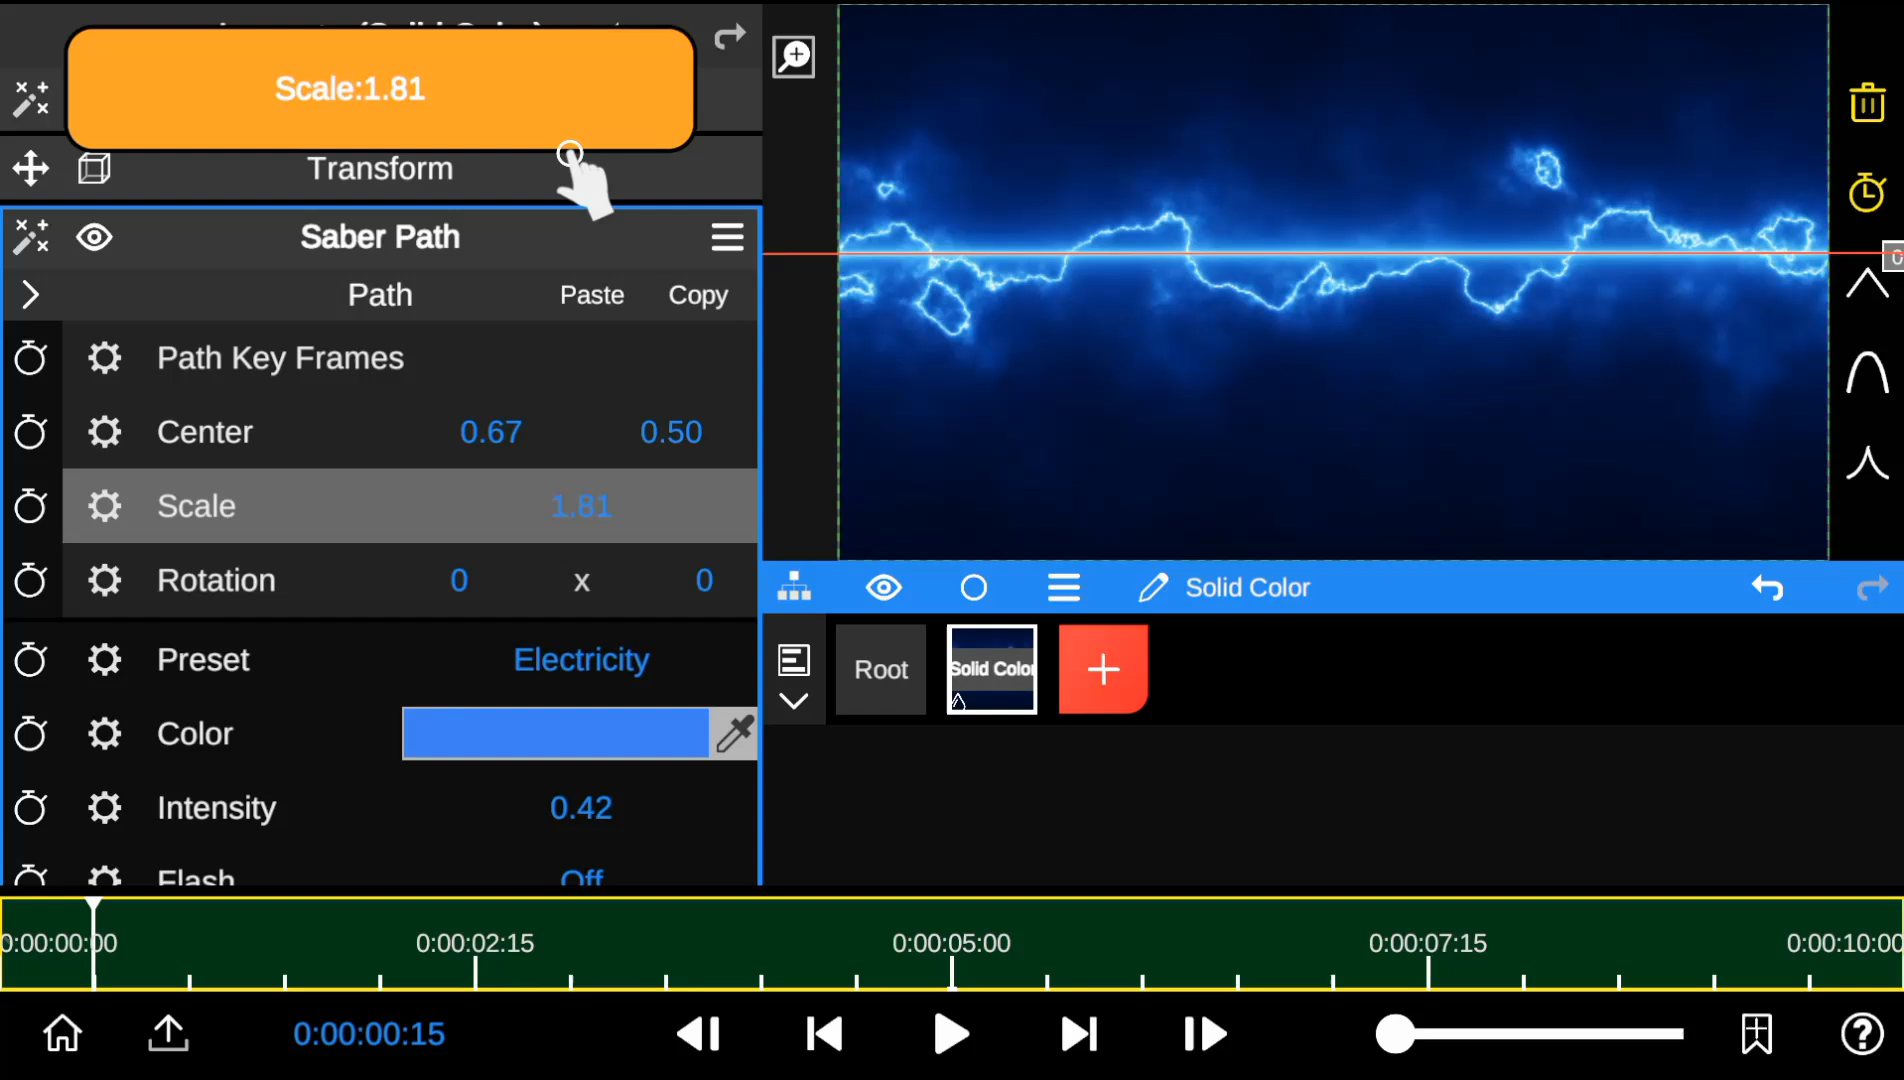 Scale:1.81
Transform
Saber Path
Path Paste Copy
Path Key Frames
Center 0.67 0.50
Scale 1.81
Rotation 0 x 0
Preset Electricity
Color
Intensity 0.42
Flash Off
0
Solid Color
Root Solid Color
0:00:00:00 0:00:02:15 0:00:05:00 0:00:07:15 0:00:10:00
0:00:00:15